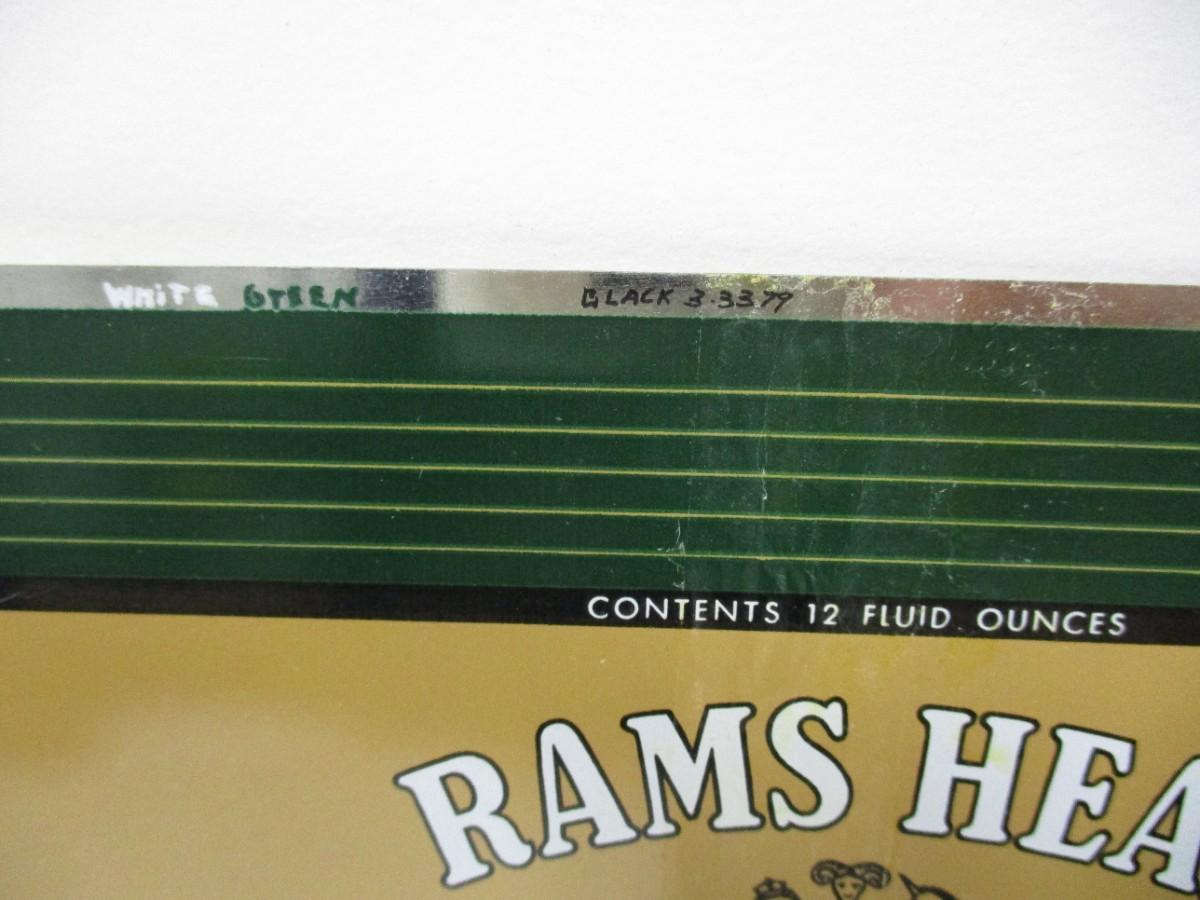 WHITE GREEN BLACK 3-3379
CONTENTS 12 FLUID OUNCES
RAMS HEA